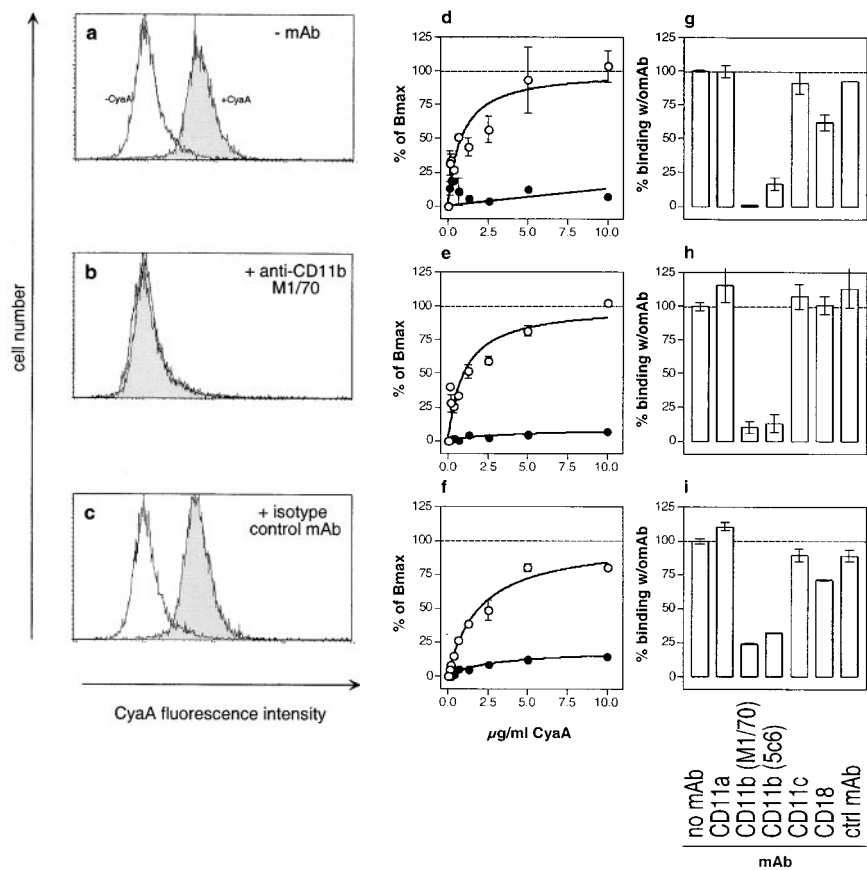 a
- mAb
-CyaA
+CyaA
b
+ anti-CD11b
M1/70
c
+ isotype
control mAb
cell number
CyaA fluorescence intensity
d
125
100
75
50
25
0
0.0 2.5 5.0 7.5 10.0
% of Bmax
e
125
100
75
50
25
0
0.0 2.5 5.0 7.5 10.0
% of Bmax
f
125
100
75
50
25
0
0.0 2.5 5.0 7.5 10.0
% of Bmax
µg/ml CyaA
g
125
100
75
50
25
0
% binding w/omAb
h
125
100
75
50
25
0
% binding w/omAb
i
125
100
75
50
25
0
% binding w/omAb
no mAb
CD11a
CD11b (M1/70)
CD11b (5c6)
CD11c
CD18
ctrl mAb
mAb